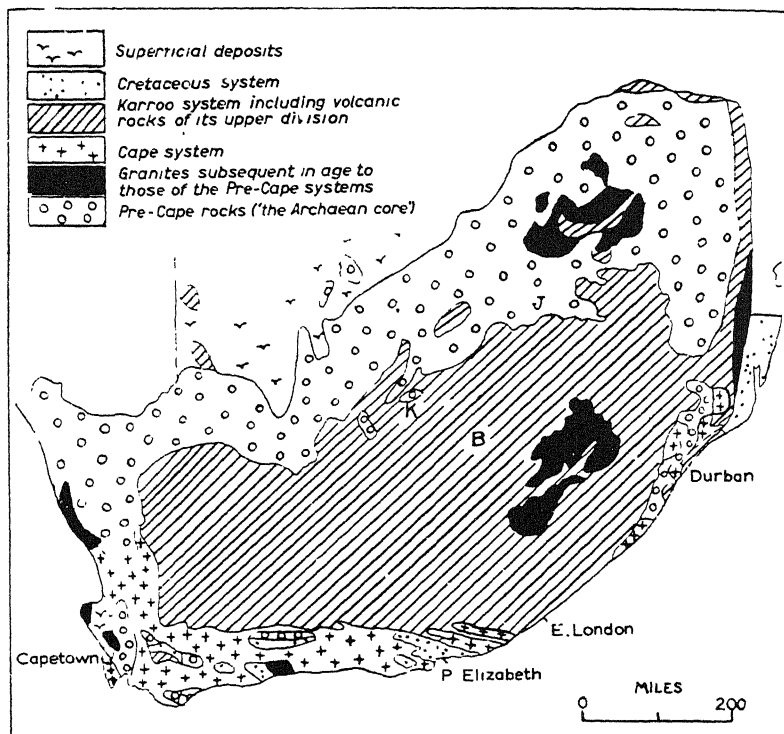 Superficial deposits
Cretaceous system
Karroo system including volcanic
rocks of its upper division
Cape system
Granites subsequent in age to
those of the Pre-Cape systems
Pre-Cape rocks ('the Archaean core')
J
K
B
Durban
E. London
Capetown
P Elizabeth
MILES
0 200